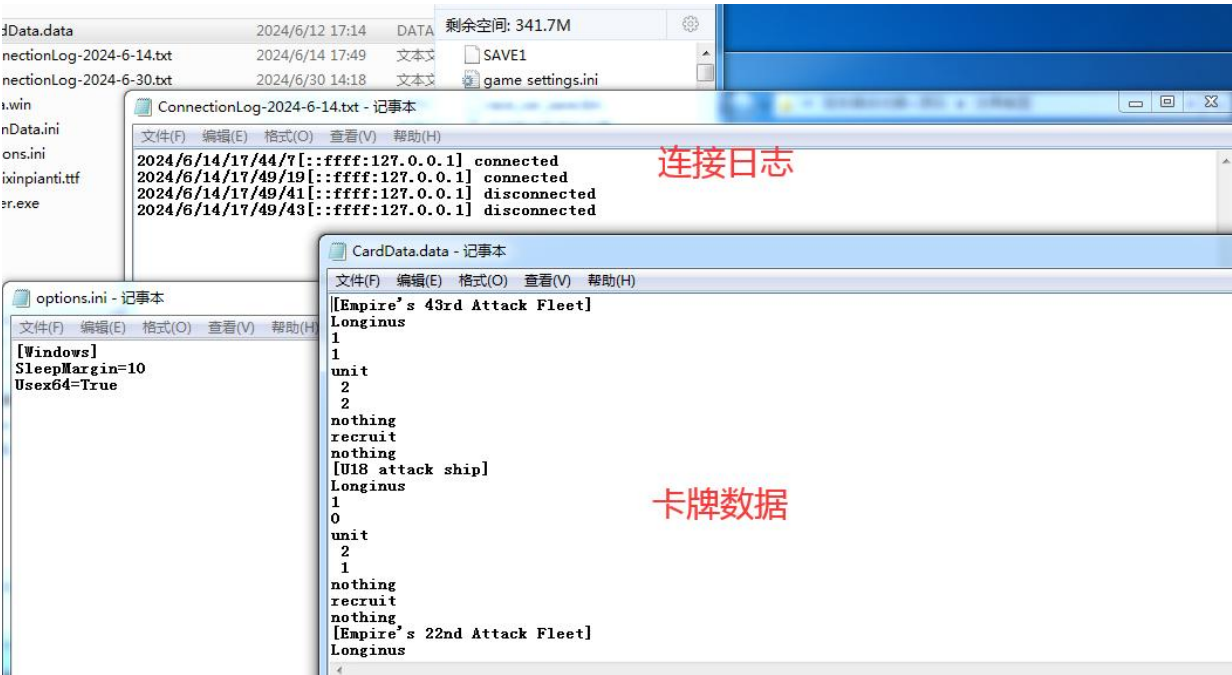 dData.data 2024/6/12 17:14 DATA
nectionLog-2024-6-14.txt 2024/6/14 17:49 文本文
nectionLog-2024-6-30.txt 2024/6/30 14:18 文本文
.win
nData.ini
ons.ini
ixinpianti.ttf
er.exe
剩余空间: 341.7M
SAVE1
game settings.ini
ConnectionLog-2024-6-14.txt - 记事本
文件(F) 编辑(E) 格式(O) 查看(V) 帮助(H)
2024/6/14/17/44/7[::ffff:127.0.0.1] connected
2024/6/14/17/49/19[::ffff:127.0.0.1] connected
2024/6/14/17/49/41[::ffff:127.0.0.1] disconnected
2024/6/14/17/49/43[::ffff:127.0.0.1] disconnected
连接日志
options.ini - 记事本
文件(F) 编辑(E) 格式(O) 查看(V) 帮助(H)
[Windows]
SleepMargin=10
Usex64=True
CardData.data - 记事本
文件(F) 编辑(E) 格式(O) 查看(V) 帮助(H)
[Empire's 43rd Attack Fleet]
Longinus
1
1
unit
2
2
nothing
recruit
nothing
[U18 attack ship]
Longinus
1
0
unit
2
1
nothing
recruit
nothing
[Empire's 22nd Attack Fleet]
Longinus
卡牌数据